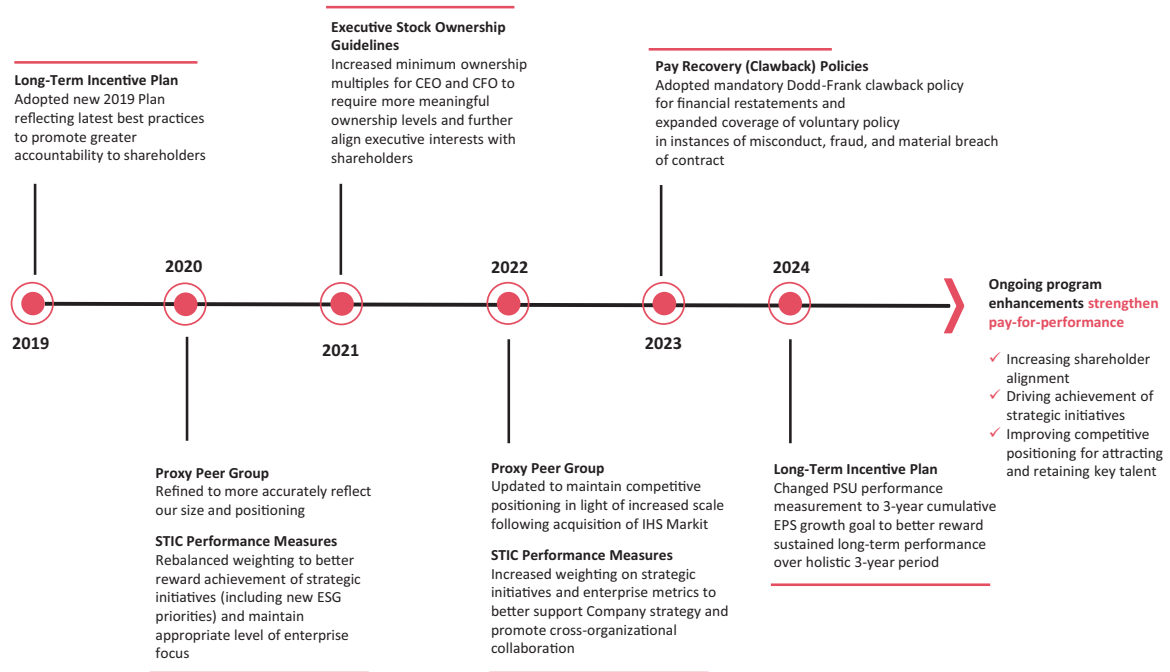 Long-Term Incentive Plan
Adopted new 2019 Plan
reflecting latest best practices
to promote greater
accountability to shareholders
2019
2020
Proxy Peer Group
Refined to more accurately reflect
our size and positioning
STIC Performance Measures
Rebalanced weighting to better
reward achievement of strategic
initiatives (including new ESG
priorities) and maintain
appropriate level of enterprise
focus
Executive Stock Ownership
Guidelines
Increased minimum ownership
multiples for CEO and CFO to
require more meaningful
ownership levels and further
align executive interests with
shareholders
2021
2022
Proxy Peer Group
Updated to maintain competitive
positioning in light of increased scale
following acquisition of IHS Markit
STIC Performance Measures
Increased weighting on strategic
initiatives and enterprise metrics to
better support Company strategy and
promote cross-organizational
collaboration
Pay Recovery (Clawback) Policies
Adopted mandatory Dodd-Frank clawback policy
for financial restatements and
expanded coverage of voluntary policy
in instances of misconduct, fraud, and material breach
of contract
2023
2024
Long-Term Incentive Plan
Changed PSU performance
measurement to 3-year cumulative
EPS growth goal to better reward
sustained long-term performance
over holistic 3-year period
Ongoing program
enhancements strengthen
pay-for-performance
✓ Increasing shareholder
alignment
✓ Driving achievement of
strategic initiatives
✓ Improving competitive
positioning for attracting
and retaining key talent